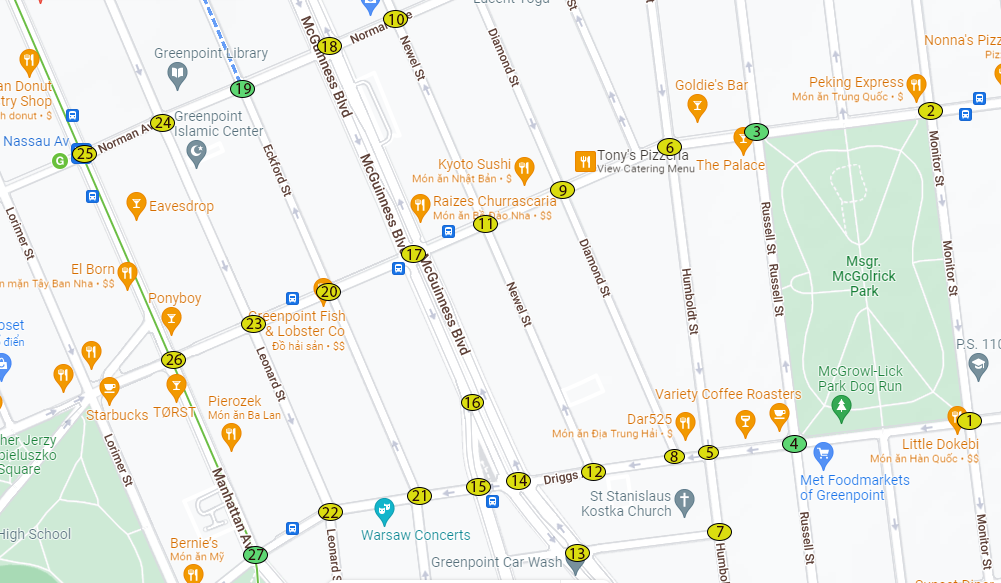 Lucent Yoga
10
Norman Ave
18
McGuinness Blvd
Newel St
Diamond St
Nonna's Pizz
Piz
Greenpoint Library
an Donut
try Shop
h donut • $
19
Goldie's Bar
Peking Express
Món ăn Trung Quốc • $
2
24
Greenpoint
Islamic Center
Nassau Av
G
25
Norman Av
3
The Palace
6
Tony's Pizzeria
View Catering Menu
Monitor St
Eckford St
McGuinness Blvd
Kyoto Sushi
Món ăn Nhật Bản • $
9
Eavesdrop
Raizes Churrascaria
Món ăn Bồ Đào Nha • $$
11
Lorimer St
Russell St
Russell St
Msgr.
McGolrick
Park
Monitor St
17
McGuinness Blvd
Diamond St
Humboldt St
El Born
n mặn Tây Ban Nha • $$
20
Newel St
Ponyboy
Greenpoint Fish
& Lobster Co
Đồ hải sản • $$
23
oset
điển
26
Leonard St
P.S. 110
McGrowl-Lick
Park Dog Run
Starbucks
TØRST
Pierozek
Món ăn Ba Lan
16
Variety Coffee Roasters
Dar525
Món ăn Địa Trung Hải • $
1
Little Dokebi
Món ăn Hàn Quốc • $$
4
5
8
Met Foodmarkets
of Greenpoint
her Jerzy
pieluszko
Square
Lorimer St
Manhattan Av
12
Driggs
14
15
21
22
St Stanislaus
Kostka Church
Warsaw Concerts
Leonard S
High School
Bernie's
Món ăn Mỹ
27
Greenpoint Car Wash
13
7
Humb
Russell St